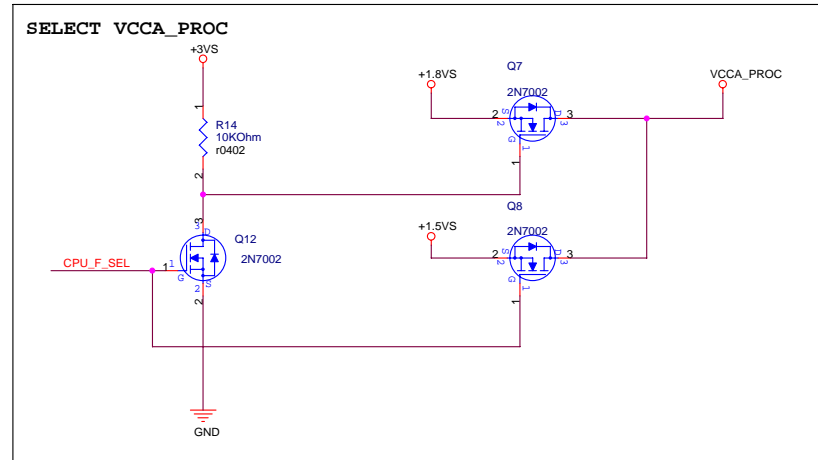 SELECT VCCA_PROC
+3VS
Q7
+1.8VS
VCCA_PROC
2N7002
1
2
S
2
D
3
3
R14
10KOhm
r0402
G
1
2
1
Q8
3
3
D
+1.5VS
2N7002
Q12
2N7002
2
S
2
D
3
3
CPU_F_SEL
1
1
G
2
S
G
1
2
1
GND